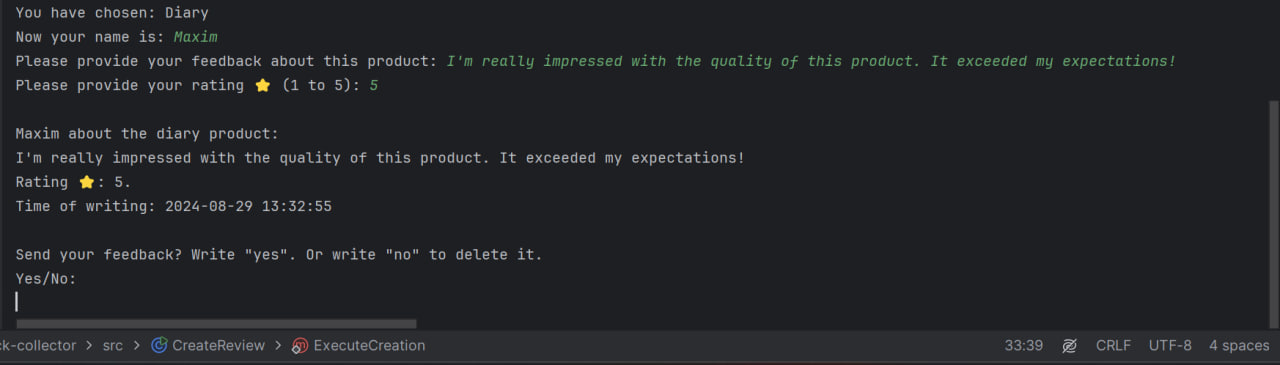 You have chosen: Diary
Now your name is: Maxim
Please provide your feedback about this product: I'm really impressed with the quality of this product. It exceeded my expectations!
Please provide your rating ⭐ (1 to 5): 5
Maxim about the diary product:
I'm really impressed with the quality of this product. It exceeded my expectations!
Rating ⭐: 5.
Time of writing: 2024-08-29 13:32:55
Send your feedback? Write "yes". Or write "no" to delete it.
Yes/No:
ck-collector > src > CreateReview > ExecuteCreation 33:39 CRLF UTF-8 4 spaces